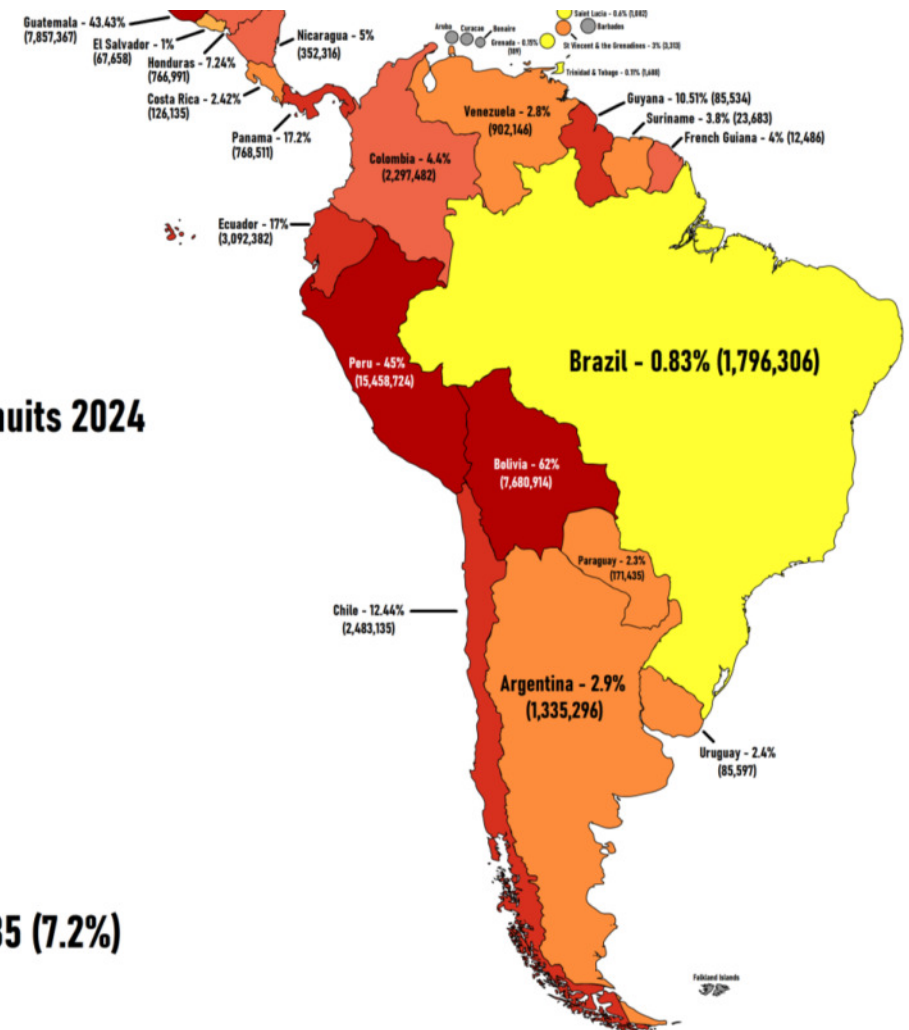 Guatemala - 43.43%
(7,857,367)
El Salvador - 1%
(67,658)
Honduras - 7.24%
(766,991)
Costa Rica - 2.42%
(126,135)
Panama - 17.2%
(768,511)
Nicaragua - 5%
(352,316)
Aruba
Curacao
Bonaire
Grenada - 0.15%
Saint Lucia - 0.6% (1,082)
Barbados
St Vincent & the Grenadines - 3% (3,313)
Trinidad & Tobago - 0.11% (1,688)
Venezuela - 2.8%
(902,146)
Guyana - 10.51% (85,534)
Suriname - 3.8% (23,683)
French Guiana - 4% (12,486)
Colombia - 4.4%
(2,297,482)
Ecuador - 17%
(3,092,382)
Peru - 45%
(15,458,724)
Brazil - 0.83% (1,796,306)
nuits 2024
Bolivia - 62%
(7,680,914)
Paraguay - 2.3%
(171,435)
Chile - 12.44%
(2,483,135)
Argentina - 2.9%
(1,335,296)
Uruguay - 2.4%
(85,597)
35 (7.2%)
Falkland Islands